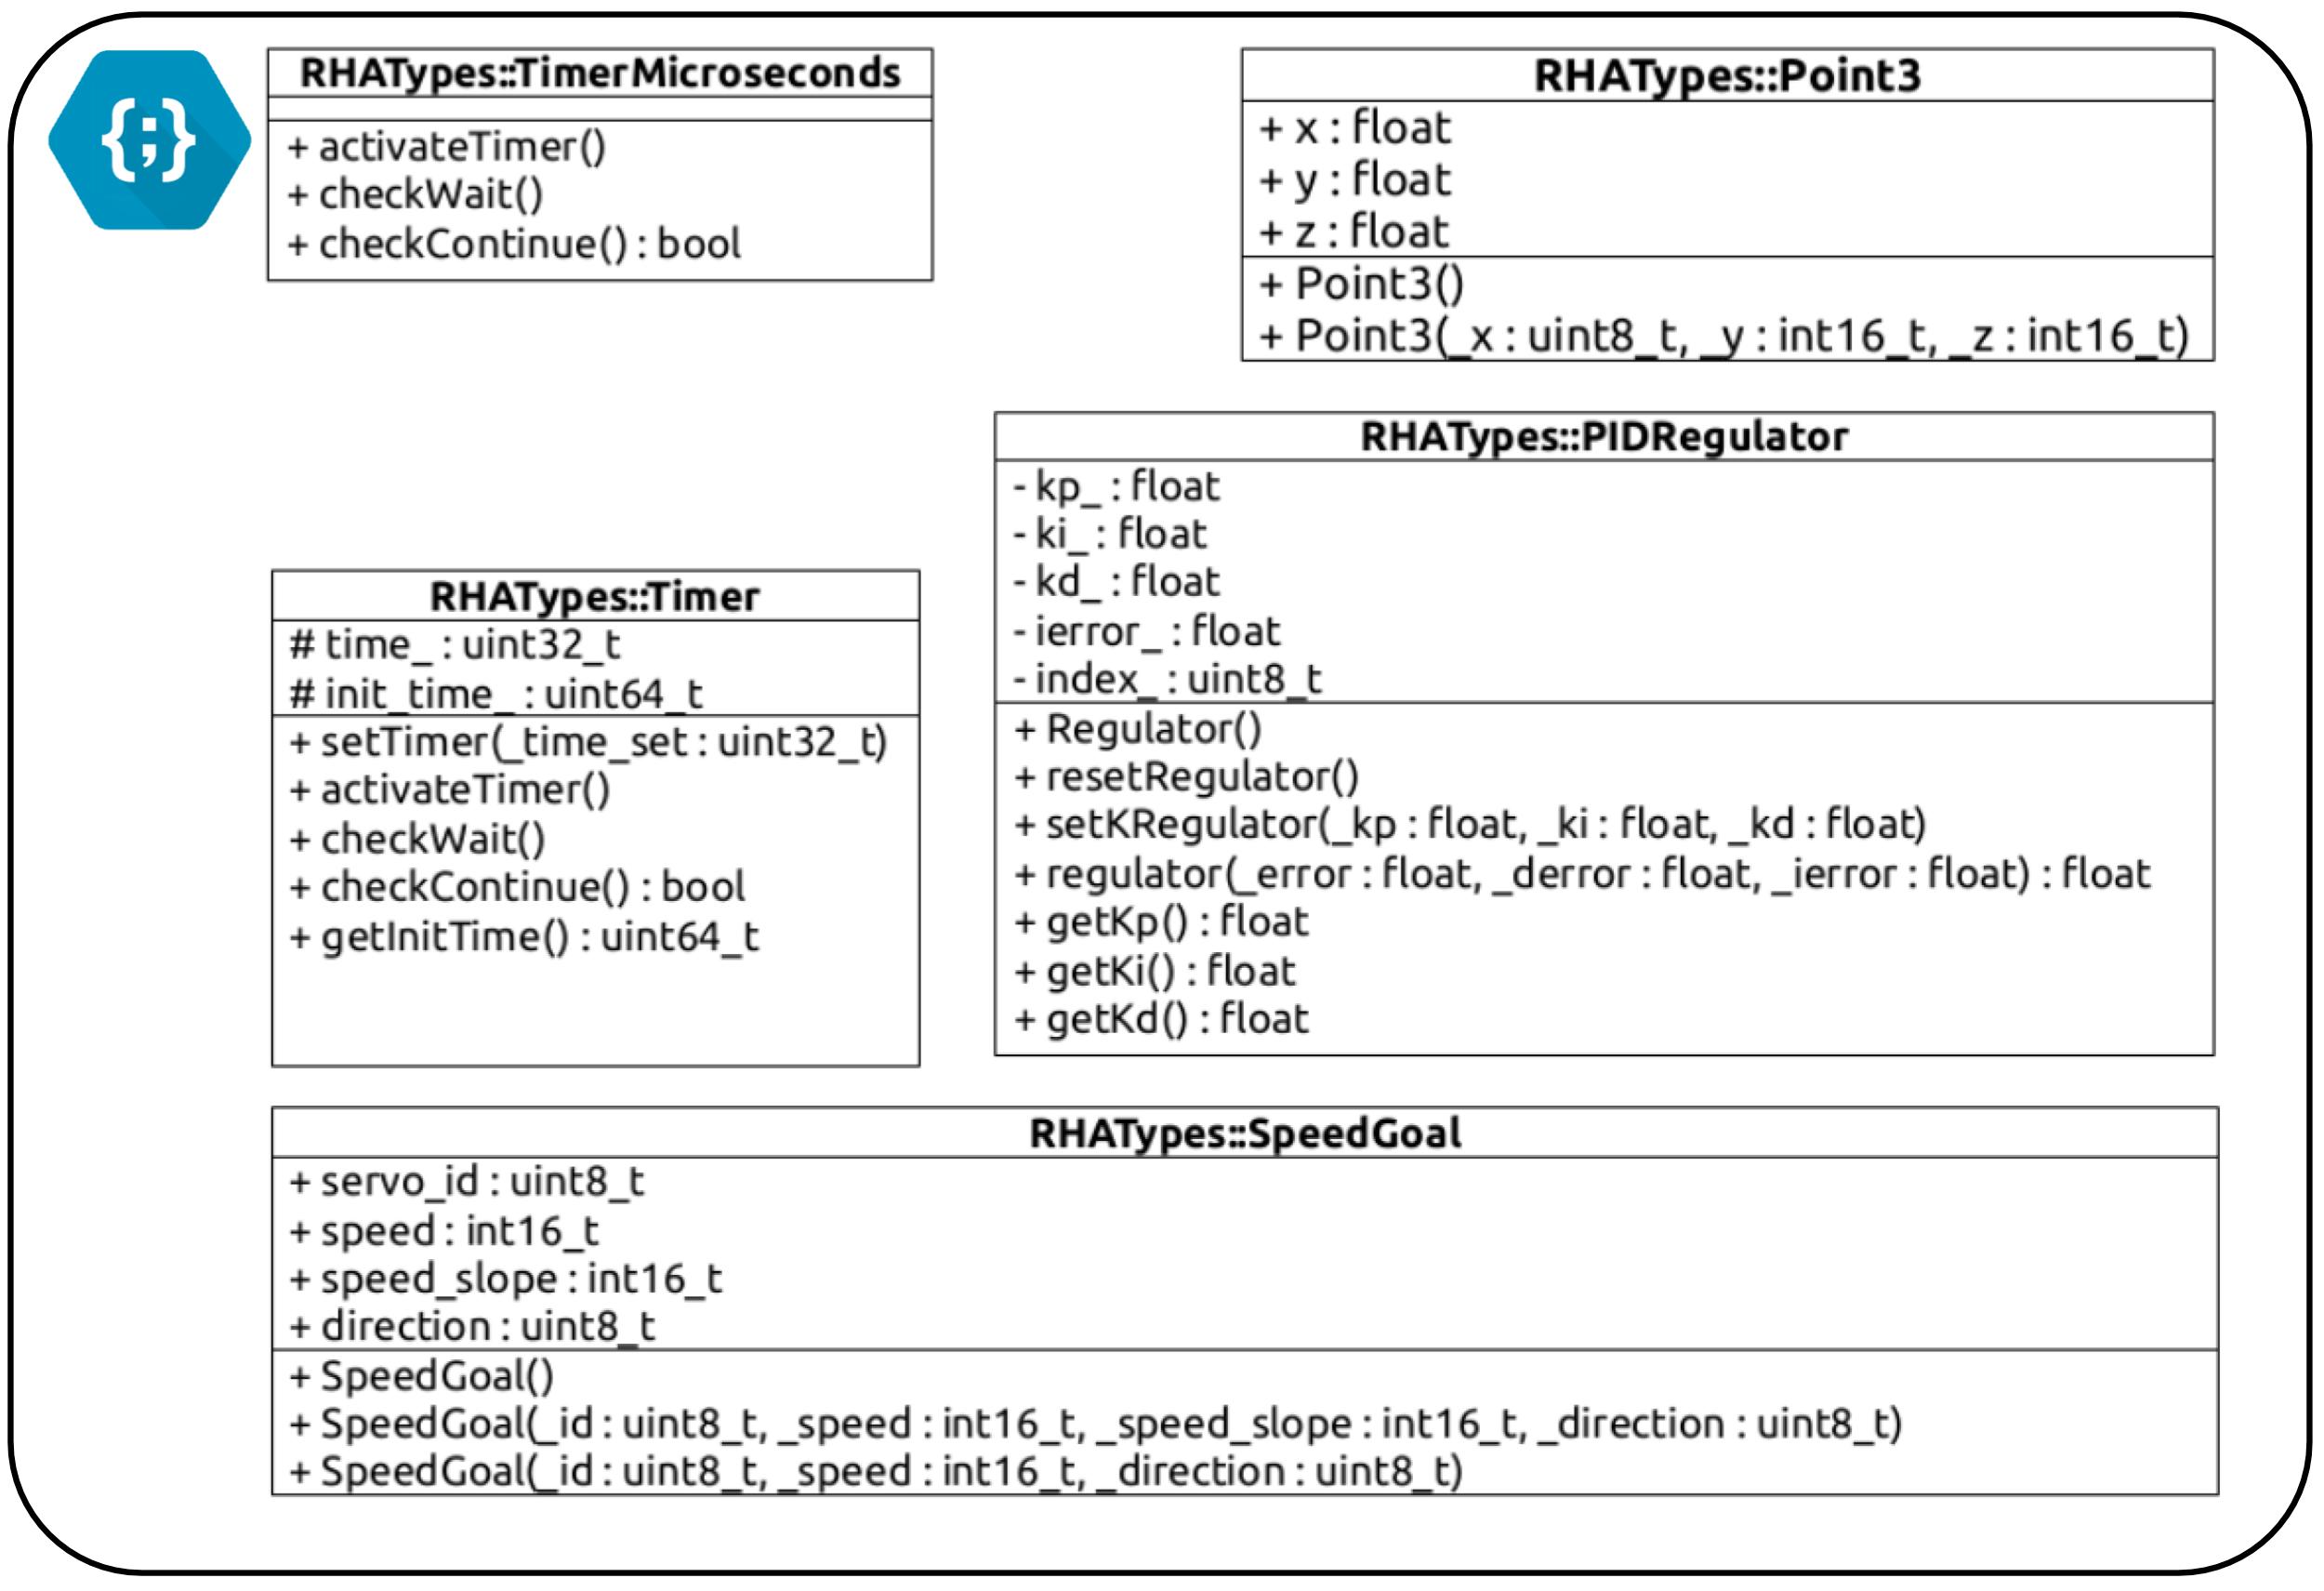 {;}
RHATypes::TimerMicroseconds
+ activateTimer()
+ checkWait()
+ checkContinue() : bool
RHATypes::Point3
+ x : float
+ y : float
+ z : float
+ Point3()
+ Point3(_x : uint8_t, _y : int16_t, _z : int16_t)
RHATypes::PIDRegulator
- kp_ : float
- ki_ : float
- kd_ : float
- ierror_ : float
- index_ : uint8_t
+ Regulator()
+ resetRegulator()
+ setKRegulator(_kp : float, _ki : float, _kd : float)
+ regulator(_error : float, _derror : float, _ierror : float) : float
+ getKp() : float
+ getKi() : float
+ getKd() : float
RHATypes::Timer
# time_ : uint32_t
# init_time_ : uint64_t
+ setTimer(_time_set : uint32_t)
+ activateTimer()
+ checkWait()
+ checkContinue() : bool
+ getInitTime() : uint64_t
RHATypes::SpeedGoal
+ servo_id : uint8_t
+ speed : int16_t
+ speed_slope : int16_t
+ direction : uint8_t
+ SpeedGoal()
+ SpeedGoal(_id : uint8_t, _speed : int16_t, _speed_slope : int16_t, _direction : uint8_t)
+ SpeedGoal(_id : uint8_t, _speed : int16_t, _direction : uint8_t)